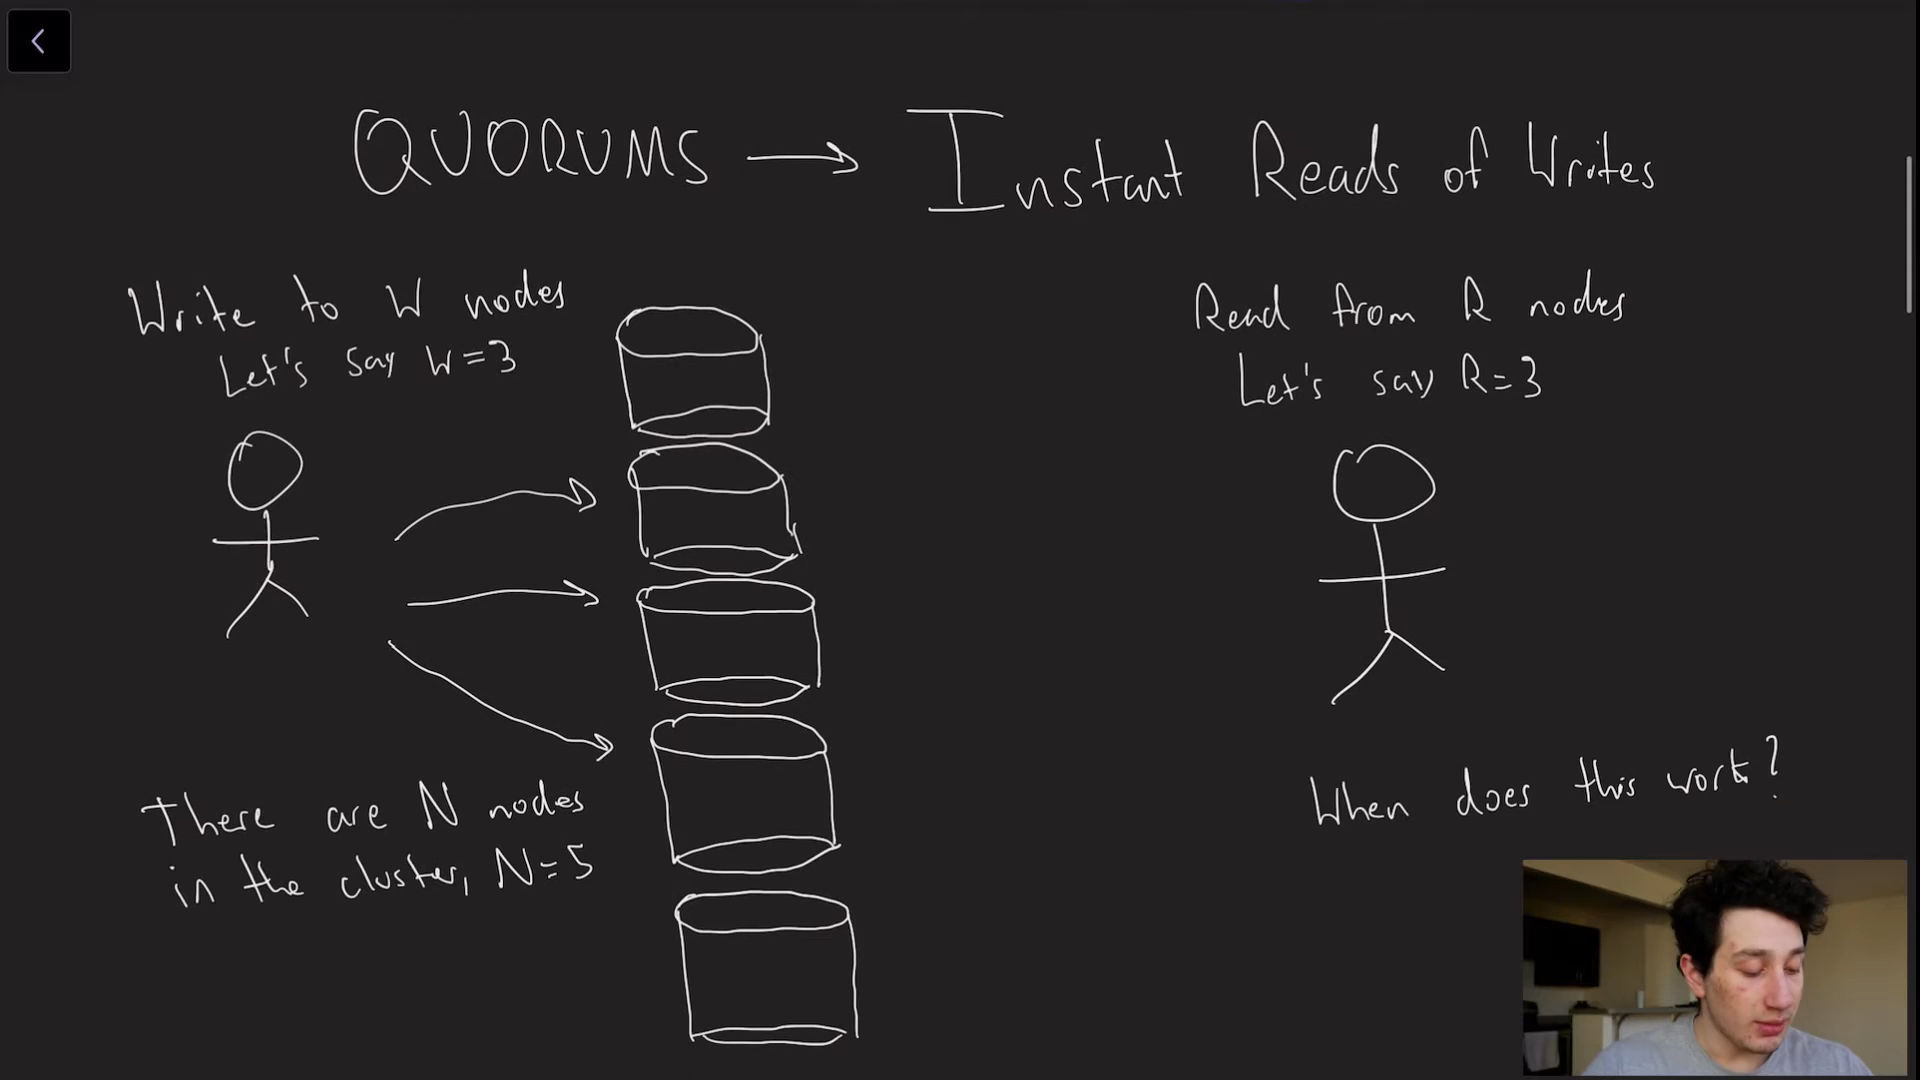 QUORUMS → Instant Reads of Writes
Write to W nodes
Let's say W=3
Read from R nodes
Let's say R=3
There are N nodes
in the cluster, N=5
When does this work?